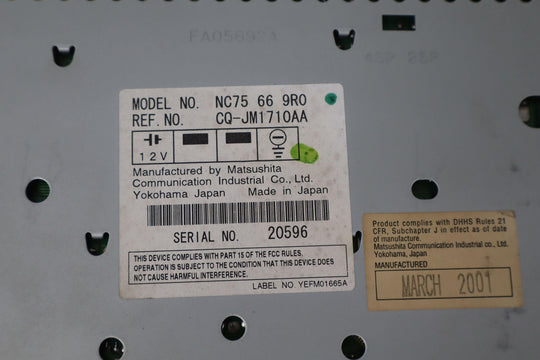 FA05692A
4SP 2SP
MODEL NO. NC75 66 9R0
REF. NO. CQ-JM1710AA
12V
Manufactured by Matsushita
Communication Industrial Co., Ltd.
Yokohama Japan Made in Japan
SERIAL NO. 20596
THIS DEVICE COMPLIES WITH PART 15 OF THE FCC RULES.
OPERATION IS SUBJECT TO THE CONDITION THAT THIS DEVICE
DOES NOT CAUSE HARMFUL INTERFERENCE.
LABEL NO. YEFM01665A
Product complies with DHHS Rules 21
CFR, Subchapter J in effect as of date
of manufacture.
Matsushita Communication Industrial co., Ltd.
Yokohama, Japan
MANUFACTURED
MARCH 2001